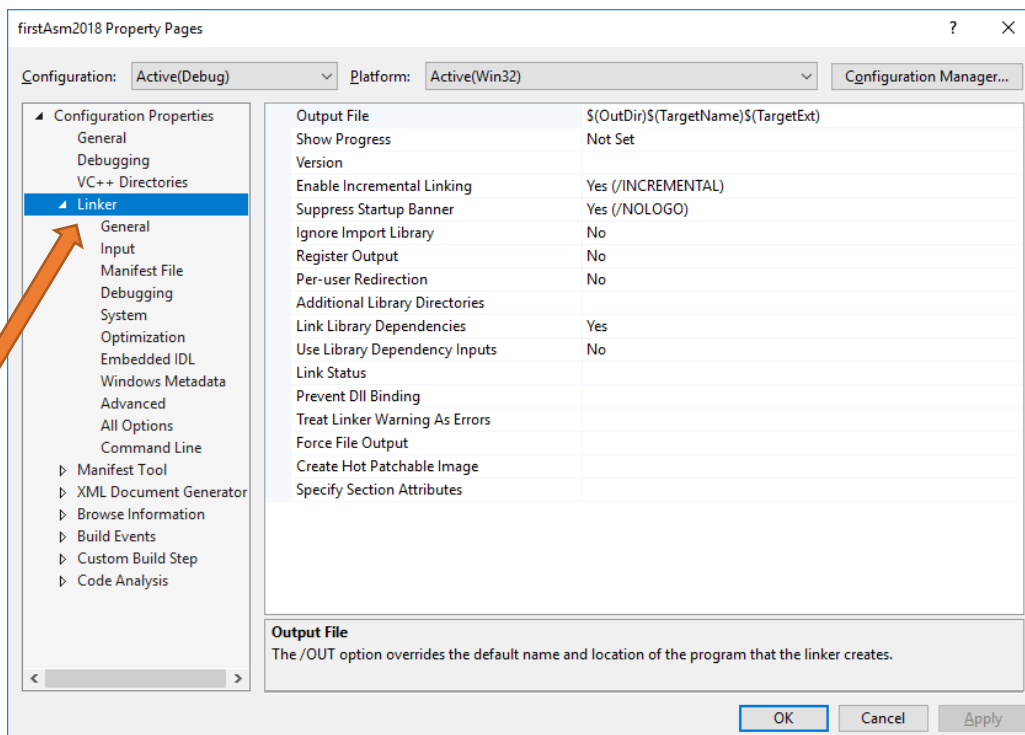 firstAsm2018 Property Pages
? ×
Configuration: Active(Debug) Platform: Active(Win32) Configuration Manager...
Configuration Properties
General
Debugging
VC++ Directories
Linker
General
Input
Manifest File
Debugging
System
Optimization
Embedded IDL
Windows Metadata
Advanced
All Options
Command Line
Manifest Tool
XML Document Generator
Browse Information
Build Events
Custom Build Step
Code Analysis
Output File $(OutDir)$(TargetName)$(TargetExt)
Show Progress Not Set
Version
Enable Incremental Linking Yes (/INCREMENTAL)
Suppress Startup Banner Yes (/NOLOGO)
Ignore Import Library No
Register Output No
Per-user Redirection No
Additional Library Directories
Link Library Dependencies Yes
Use Library Dependency Inputs No
Link Status
Prevent Dll Binding
Treat Linker Warning As Errors
Force File Output
Create Hot Patchable Image
Specify Section Attributes
Output File
The /OUT option overrides the default name and location of the program that the linker creates.
OK Cancel Apply